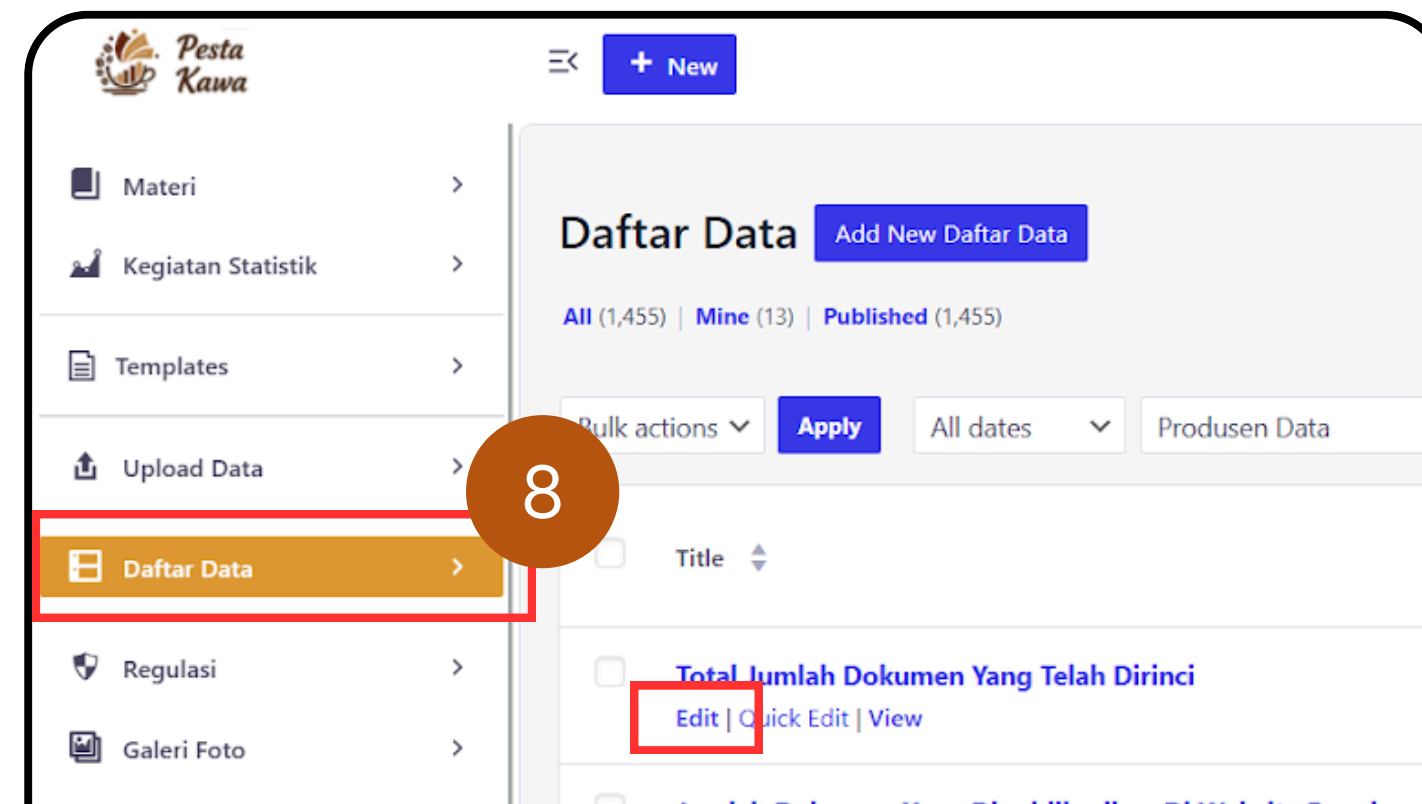 Pesta
Kawa
+ New
Materi
Kegiatan Statistik
Templates
Upload Data
Daftar Data
Regulasi
Galeri Foto
Daftar Data Add New Daftar Data
All (1,455) | Mine (13) | Published (1,455)
Bulk actions Apply All dates Produsen Data
8
Title
Total Jumlah Dokumen Yang Telah Dirinci
Edit | Quick Edit | View